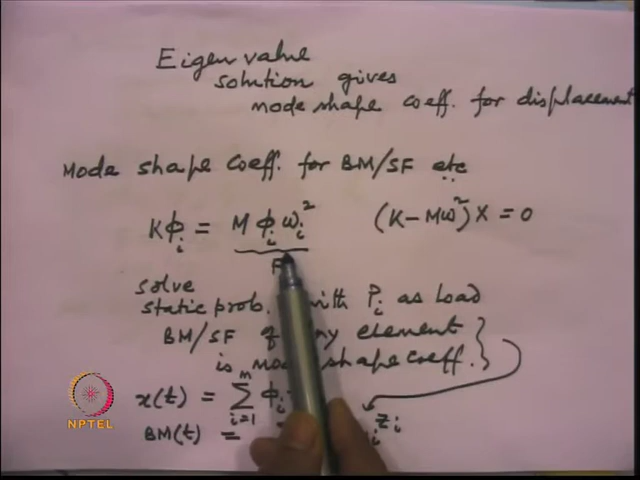 Eigen value
solution gives
mode shape coeff. for displacement
Mode shape coeff. for BM/SF etc
Kϕᵢ = M ϕᵢ ωᵢ² (K - Mω²) X = 0
P
solve
static prob. with Pᵢ as load
BM/SF of any element
is mode shape coeff.
x(t) = Σ ϕᵢ
m
i=1
BM(t) = ᵢ zᵢ
NPTEL